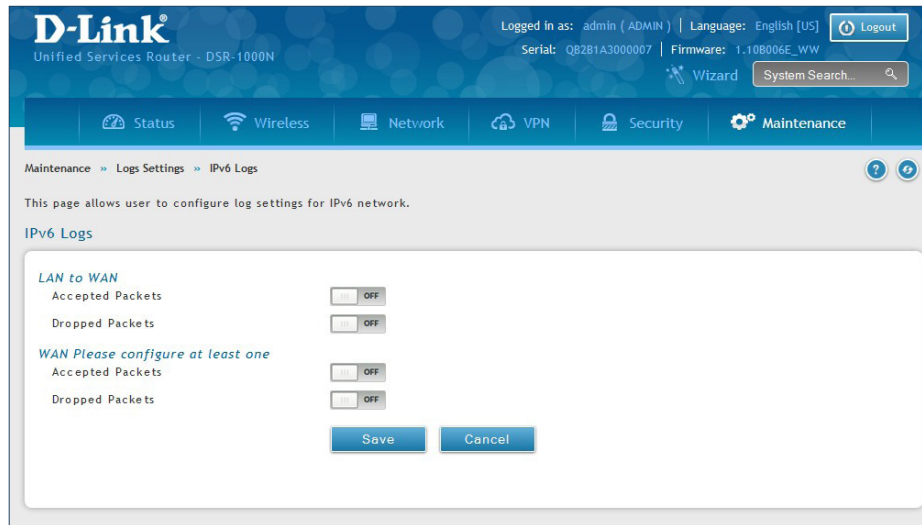 D-Link®
Unified Services Router - DSR-1000N
Logged in as: admin ( ADMIN ) | Language: English [US]
Logout
Serial: QB2B1A3000007 | Firmware: 1.10B006E_WW
Wizard
System Search...
Status
Wireless
Network
VPN
Security
Maintenance
Maintenance » Logs Settings » IPv6 Logs
?
This page allows user to configure log settings for IPv6 network.
IPv6 Logs
LAN to WAN
Accepted Packets OFF
Dropped Packets OFF
WAN Please configure at least one
Accepted Packets OFF
Dropped Packets OFF
Save
Cancel